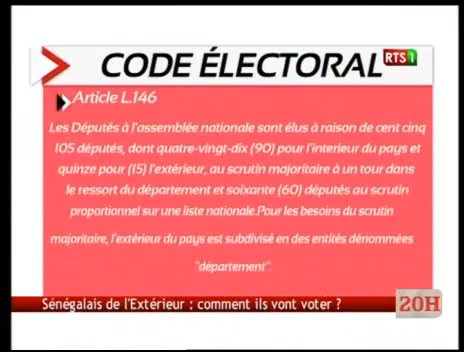 CODE ÉLECTORAL
RTS1
Article L.146
Les Députés à l'assemblée nationale sont élus à raison de cent cinq
105 députés, dont quatre-vingt-dix (90) pour l'interieur du pays et
quinze pour (15) l'extérieur, au scrutin majoritaire à un tour dans
le ressort du département et soixante (60) députés au scrutin
proportionnel sur une liste nationale.Pour les besoins du scrutin
majoritaire, l'extérieur du pays est subdivisé en des entités dénommées
"département".
Sénégalais de l'Extérieur : comment ils vont voter ?
20H